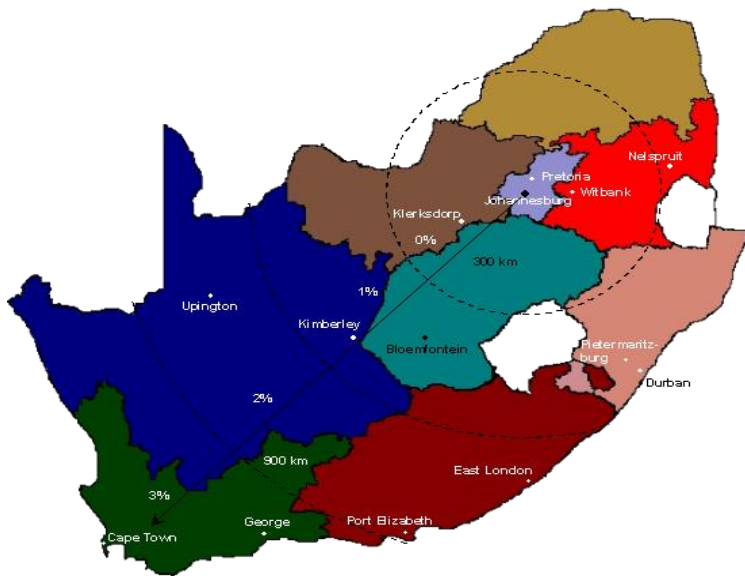 Nelspruit
Pretoria
Witbank
Johannesburg
Klerksdorp
0%
300 km
1%
Upington
Kimberley
Bloemfontein
Pietermaritz-
burg
Durban
2%
900 km
East London
3%
Port Elizabeth
George
Cape Town